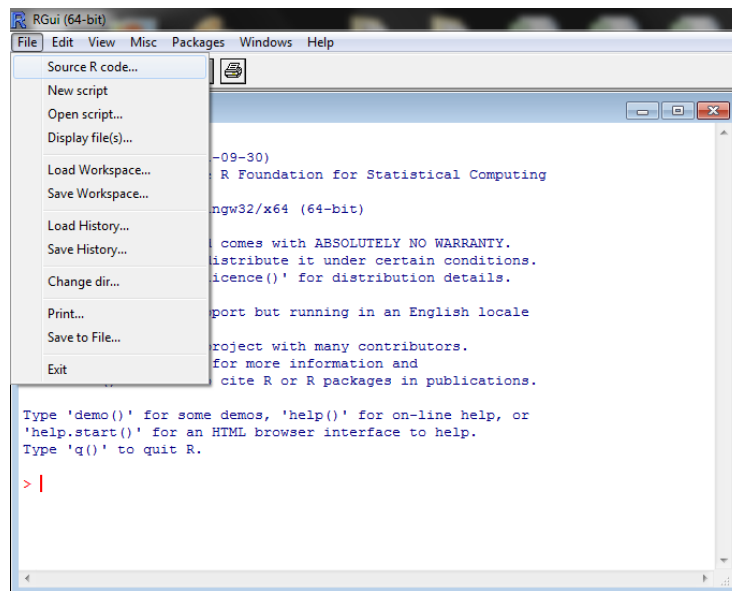 RGui (64-bit)
File Edit View Misc Packages Windows Help
Source R code...
New script
Open script...
Display file(s)...
Load Workspace...
Save Workspace...
Load History...
Save History...
Change dir...
Print...
Save to File...
Exit
-09-30)
R Foundation for Statistical Computing
ngw32/x64 (64-bit)
comes with ABSOLUTELY NO WARRANTY.
distribute it under certain conditions.
icence()' for distribution details.
port but running in an English locale
roject with many contributors.
for more information and
cite R or R packages in publications.
Type 'demo()' for some demos, 'help()' for on-line help, or
'help.start()' for an HTML browser interface to help.
Type 'q()' to quit R.
>